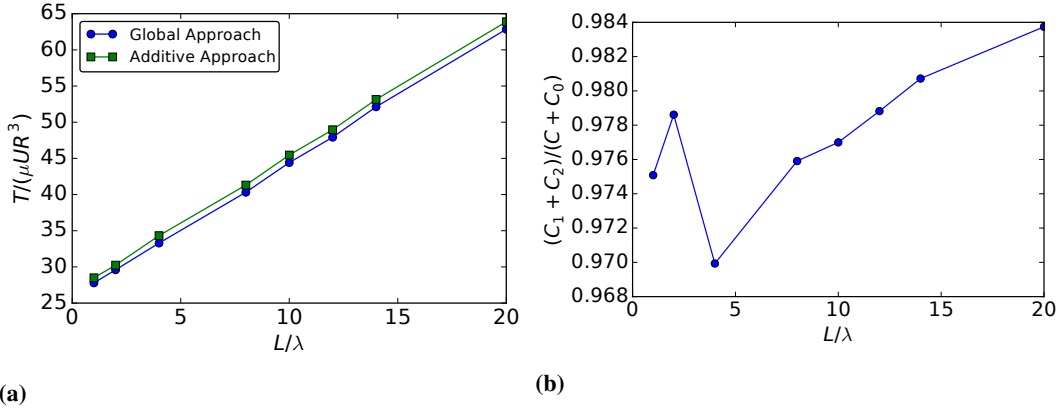 65
60
55
50
45
40
35
30
25
T/(μUR³)
Global Approach
Additive Approach
0 5 10 15 20
L/λ
(a)
0.984
0.982
0.980
0.978
0.976
0.974
0.972
0.970
0.968
(C₁ + C₂)/(C + C₀)
0 5 10 15 20
L/λ
(b)